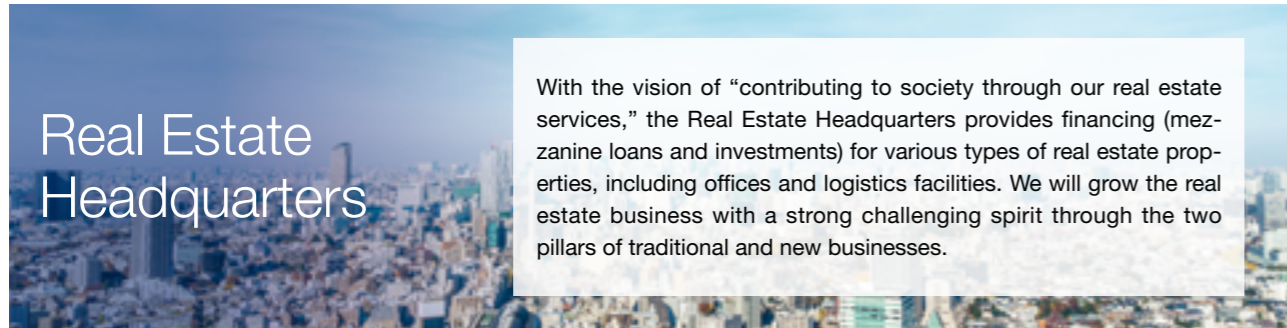 Real Estate
Headquarters
With the vision of “contributing to society through our real estate
services,” the Real Estate Headquarters provides financing (mez-
zanine loans and investments) for various types of real estate prop-
erties, including offices and logistics facilities. We will grow the real
estate business with a strong challenging spirit through the two
pillars of traditional and new businesses.